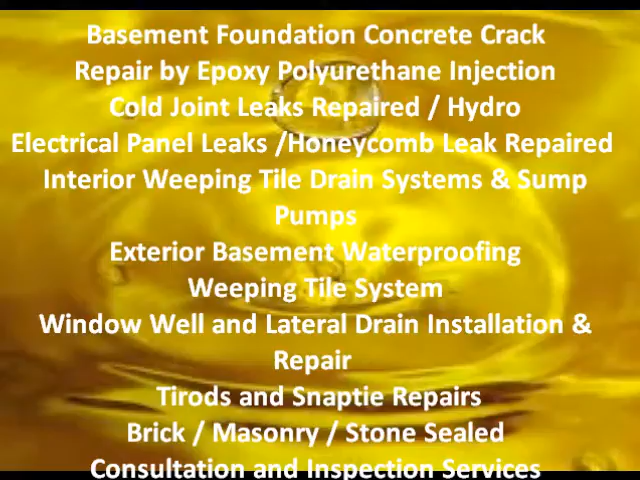 Basement Foundation Concrete Crack
Repair by Epoxy Polyurethane Injection
Cold Joint Leaks Repaired / Hydro
Electrical Panel Leaks /Honeycomb Leak Repaired
Interior Weeping Tile Drain Systems & Sump
Pumps
Exterior Basement Waterproofing
Weeping Tile System
Window Well and Lateral Drain Installation &
Repair
Tirods and Snaptie Repairs
Brick / Masonry / Stone Sealed
Consultation and Inspection Services